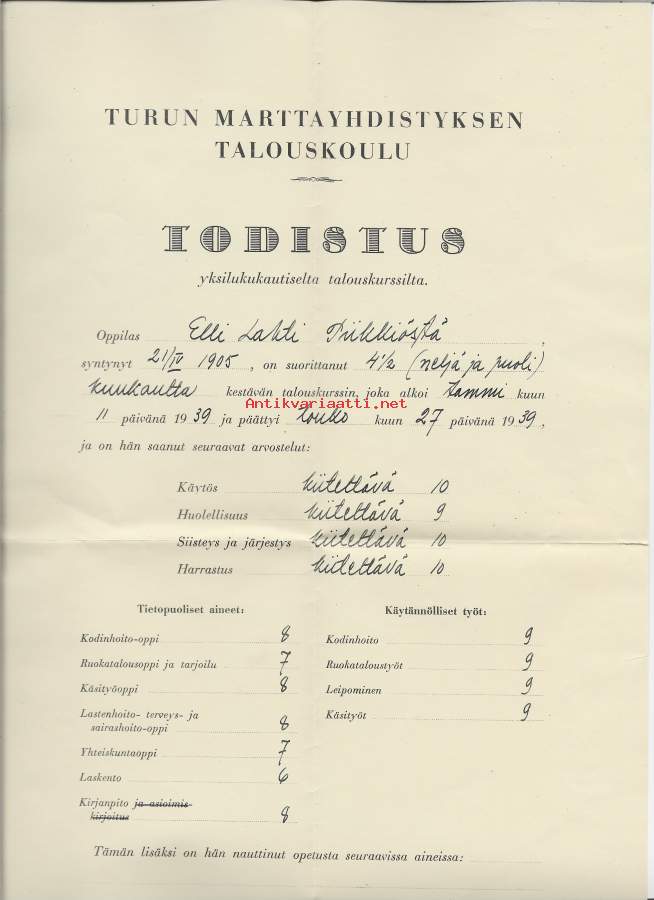 TURUN MARTTAYHDISTYKSEN
TALOUSKOULU
TODISTUS
yksilukukautiselta talouskurssilta.
Oppilas Elli Lahti Piikkiöstä,
syntynyt 21/IV 1905, on suorittanut 4 1/2 (neljä ja puoli)
kuukautta kestävän talouskurssin, joka alkoi tammi kuun
Antikvariaatti.net
11 päivänä 1939 ja päättyi touko kuun 27 päivänä 1939,
ja on hän saanut seuraavat arvostelut:
Käytös kiitettävä 10
Huolellisuus kiitettävä 9
Siisteys ja järjestys kiitettävä 10
Harrastus kiitettävä 10
Tietopuoliset aineet:
Kodinhoito-oppi 8
Ruokatalousoppi ja tarjoilu 7
Käsityöoppi 8
Lastenhoito- terveys- ja
sairashoito-oppi 8
Yhteiskuntaoppi 7
Laskento 6
Kirjanpito ja asioimis-
kirjoitus 8
Käytännölliset työt:
Kodinhoito 9
Ruokataloustyöt 9
Leipominen 9
Käsityöt 9
Tämän lisäksi on hän nauttinut opetusta seuraavissa aineissa: